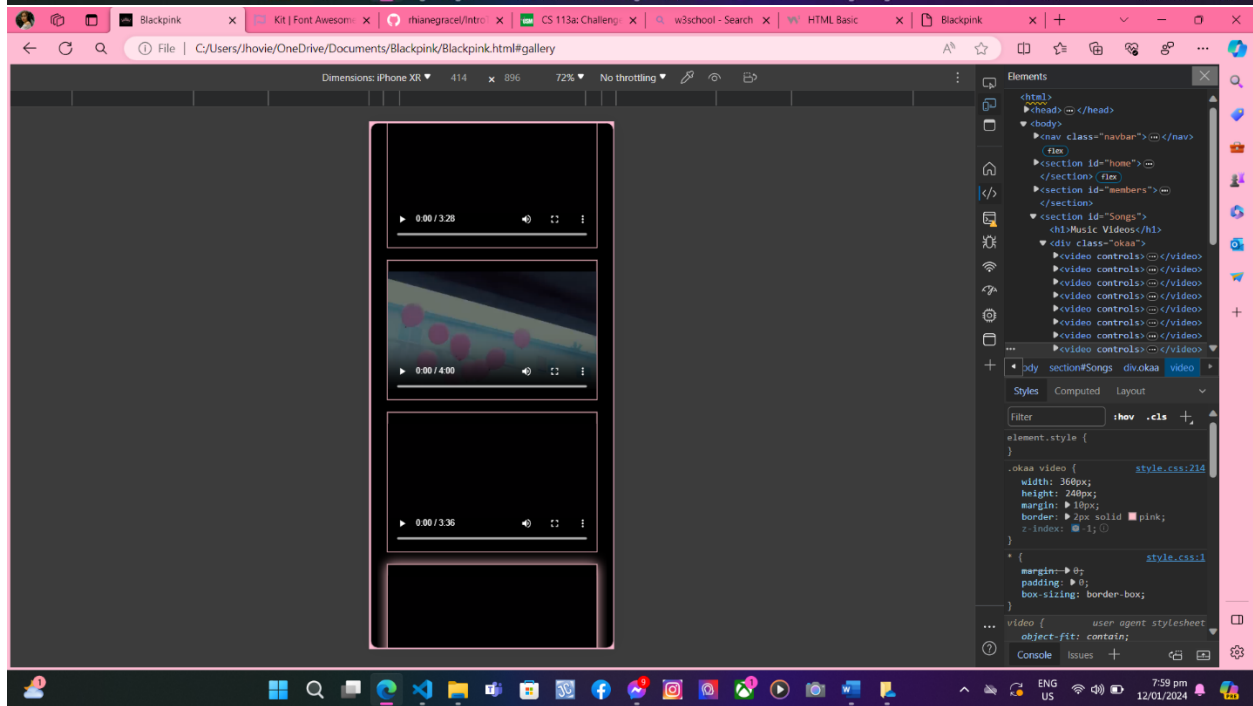 Blackpink
Kit | Font Awesome
rhianegracel/Intro
CS 113a: Challenge
w3school - Search
HTML Basic
Blackpink
File | C:/Users/Jhovie/OneDrive/Documents/Blackpink/Blackpink.html#gallery
Dimensions: iPhone XR ▼ 414 x 896 72% ▼ No throttling ▼
0:00 / 3:28
0:00 / 4:00
0:00 / 3:36
Elements
<html>
<head> ⋯ </head>
<body>
<nav class="navbar"> ⋯ </nav>
flex
<section id="home"> ⋯
</section> flex
<section id="members"> ⋯
</section>
<section id="Songs">
<h1>Music Videos</h1>
<div class="okaa">
<video controls> ⋯ </video>
<video controls> ⋯ </video>
<video controls> ⋯ </video>
<video controls> ⋯ </video>
<video controls> ⋯ </video>
<video controls> ⋯ </video>
<video controls> ⋯ </video>
<video controls> ⋯ </video>
ody section#Songs div.okaa video
Styles Computed Layout
Filter :hov .cls +
element.style {
}
.okaa video { style.css:214
width: 360px;
height: 240px;
margin: ▶ 10px;
border: ▶ 2px solid pink;
z-index: -1;
}
* { style.css:1
margin: ▶ 0;
padding: ▶ 0;
box-sizing: border-box;
}
video { user agent stylesheet
object-fit: contain;
Console Issues +
ENG
US
7:59 pm
12/01/2024